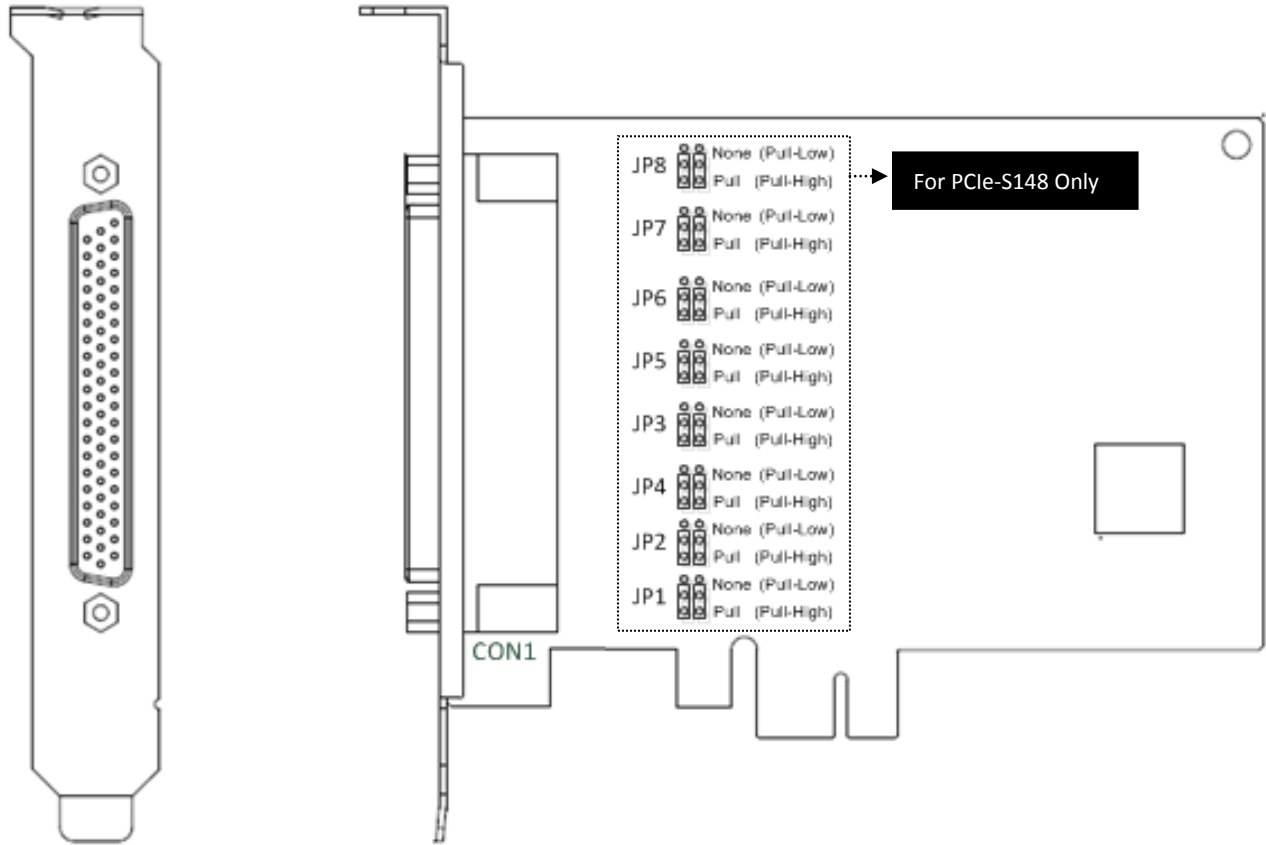 JP8 None (Pull-Low)
Pull (Pull-High)
For PCIe-S148 Only
JP7 None (Pull-Low)
Pull (Pull-High)
JP6 None (Pull-Low)
Pull (Pull-High)
JP5 None (Pull-Low)
Pull (Pull-High)
JP3 None (Pull-Low)
Pull (Pull-High)
JP4 None (Pull-Low)
Pull (Pull-High)
JP2 None (Pull-Low)
Pull (Pull-High)
JP1 None (Pull-Low)
Pull (Pull-High)
CON1